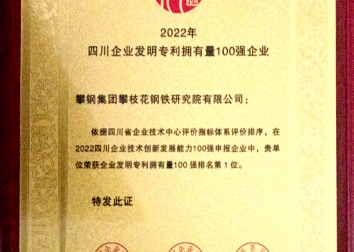 2022年
四川企业发明专利拥有量100强企业
攀钢集团攀枝花钢铁研究院有限公司：
依据四川省企业技术中心评价指标体系评价排序，在
2022四川企业技术创新发展能力100强申报企业中，贵单
位荣获企业发明专利拥有量100强排名第1位。
特发此证